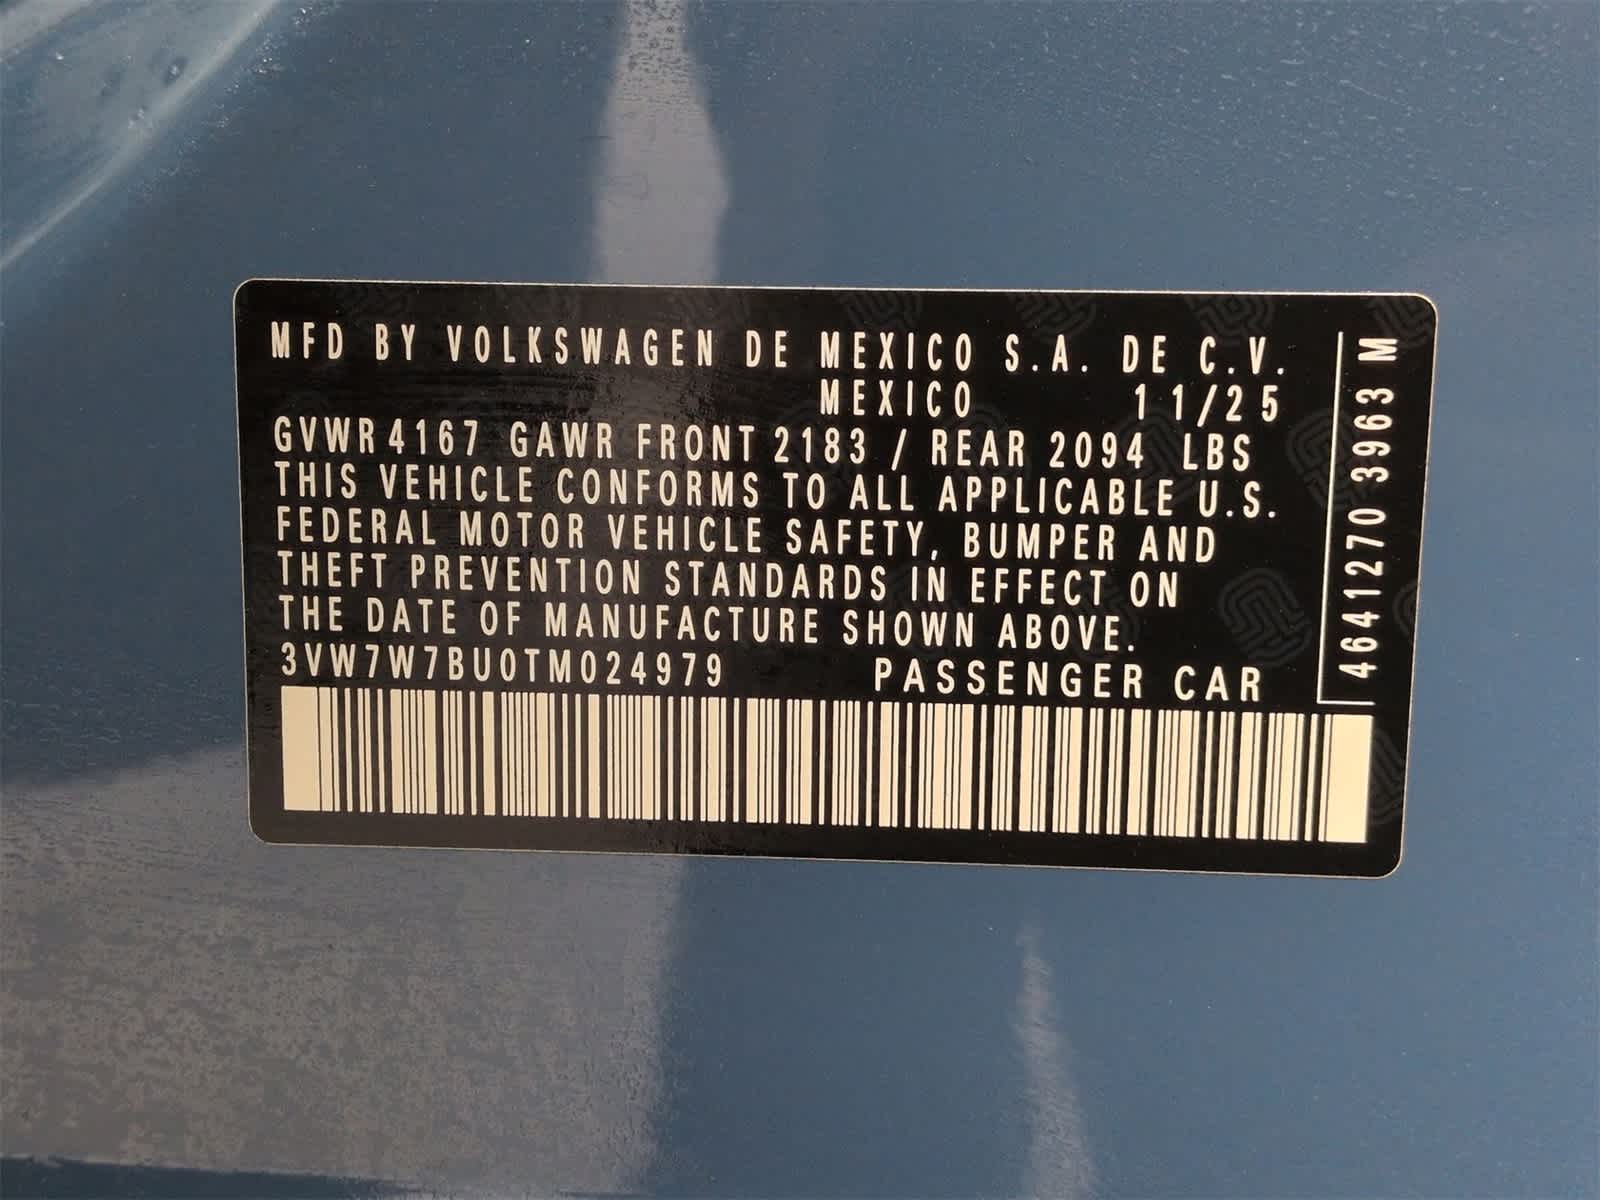 MFD BY VOLKSWAGEN DE MEXICO S.A. DE C.V.
MEXICO 11/25
GVWR 4167 GAWR FRONT 2183 / REAR 2094 LBS
THIS VEHICLE CONFORMS TO ALL APPLICABLE U.S.
FEDERAL MOTOR VEHICLE SAFETY, BUMPER AND
THEFT PREVENTION STANDARDS IN EFFECT ON
THE DATE OF MANUFACTURE SHOWN ABOVE.
3VW7W7BU0TM024979 PASSENGER CAR
4641270 3963 M